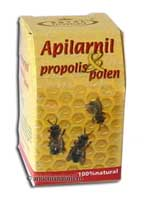 Apilarnil
propolis &
polen
100% natural